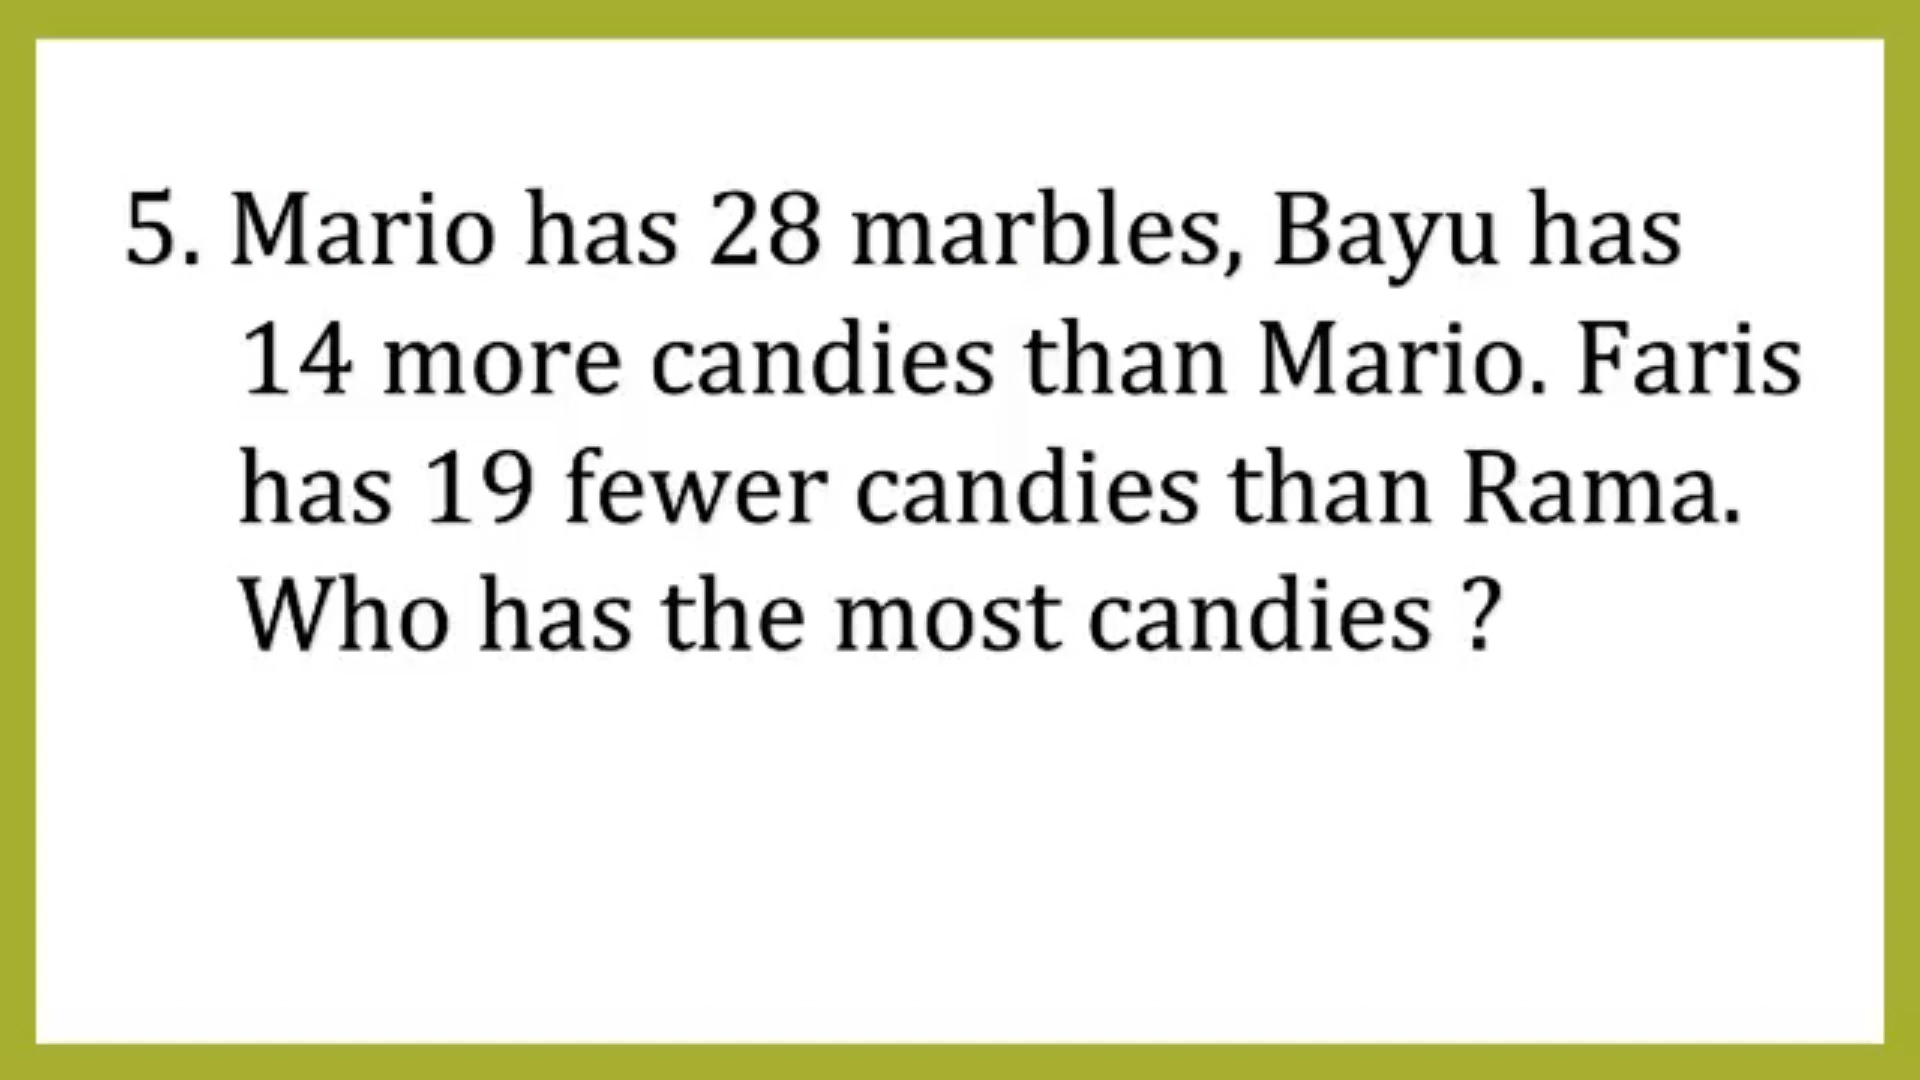 5. Mario has 28 marbles, Bayu has
14 more candies than Mario. Faris
has 19 fewer candies than Rama.
Who has the most candies ?